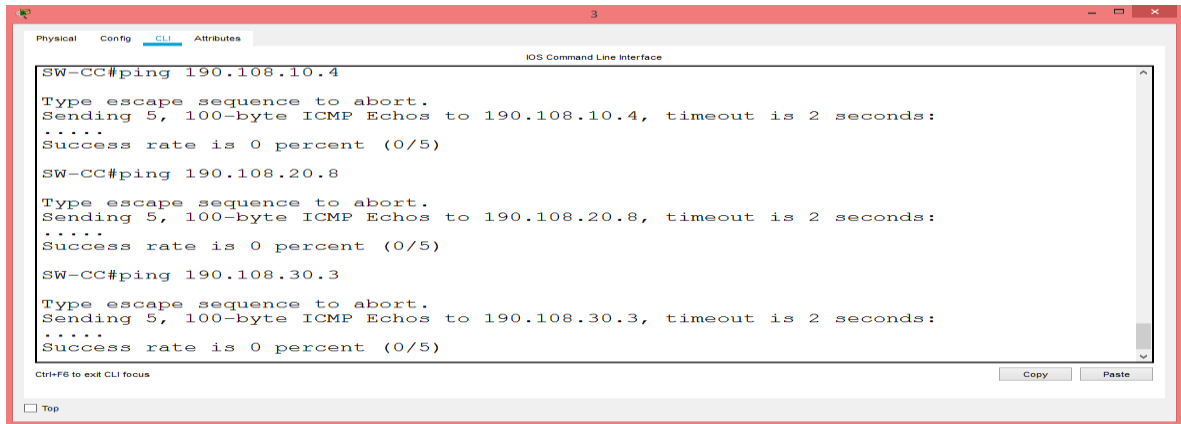 3
Physical Config CLI Attributes
IOS Command Line Interface
SW-CC#ping 190.108.10.4
Type escape sequence to abort.
Sending 5, 100-byte ICMP Echos to 190.108.10.4, timeout is 2 seconds:
.....
Success rate is 0 percent (0/5)
SW-CC#ping 190.108.20.8
Type escape sequence to abort.
Sending 5, 100-byte ICMP Echos to 190.108.20.8, timeout is 2 seconds:
.....
Success rate is 0 percent (0/5)
SW-CC#ping 190.108.30.3
Type escape sequence to abort.
Sending 5, 100-byte ICMP Echos to 190.108.30.3, timeout is 2 seconds:
.....
Success rate is 0 percent (0/5)
Ctrl+F6 to exit CLI focus
Copy Paste
Top